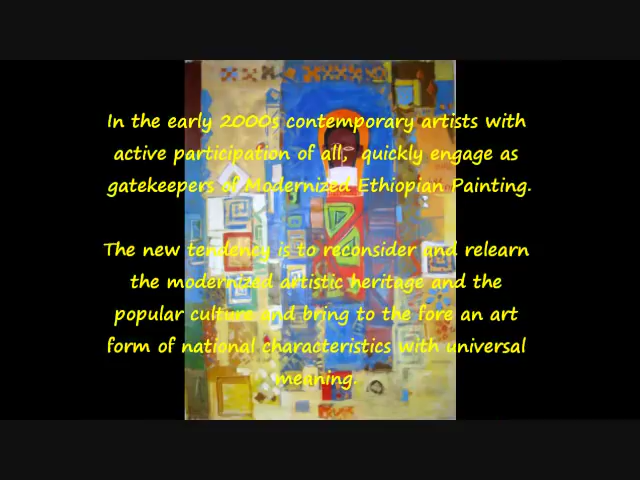 In the early 2000s contemporary artists with
active participation of all, quickly engage as
gatekeepers of Modernized Ethiopian Painting.
The new tendency is to reconsider and relearn
the modernized artistic heritage and the
popular culture and bring to the fore an art
form of national characteristics with universal
meaning.